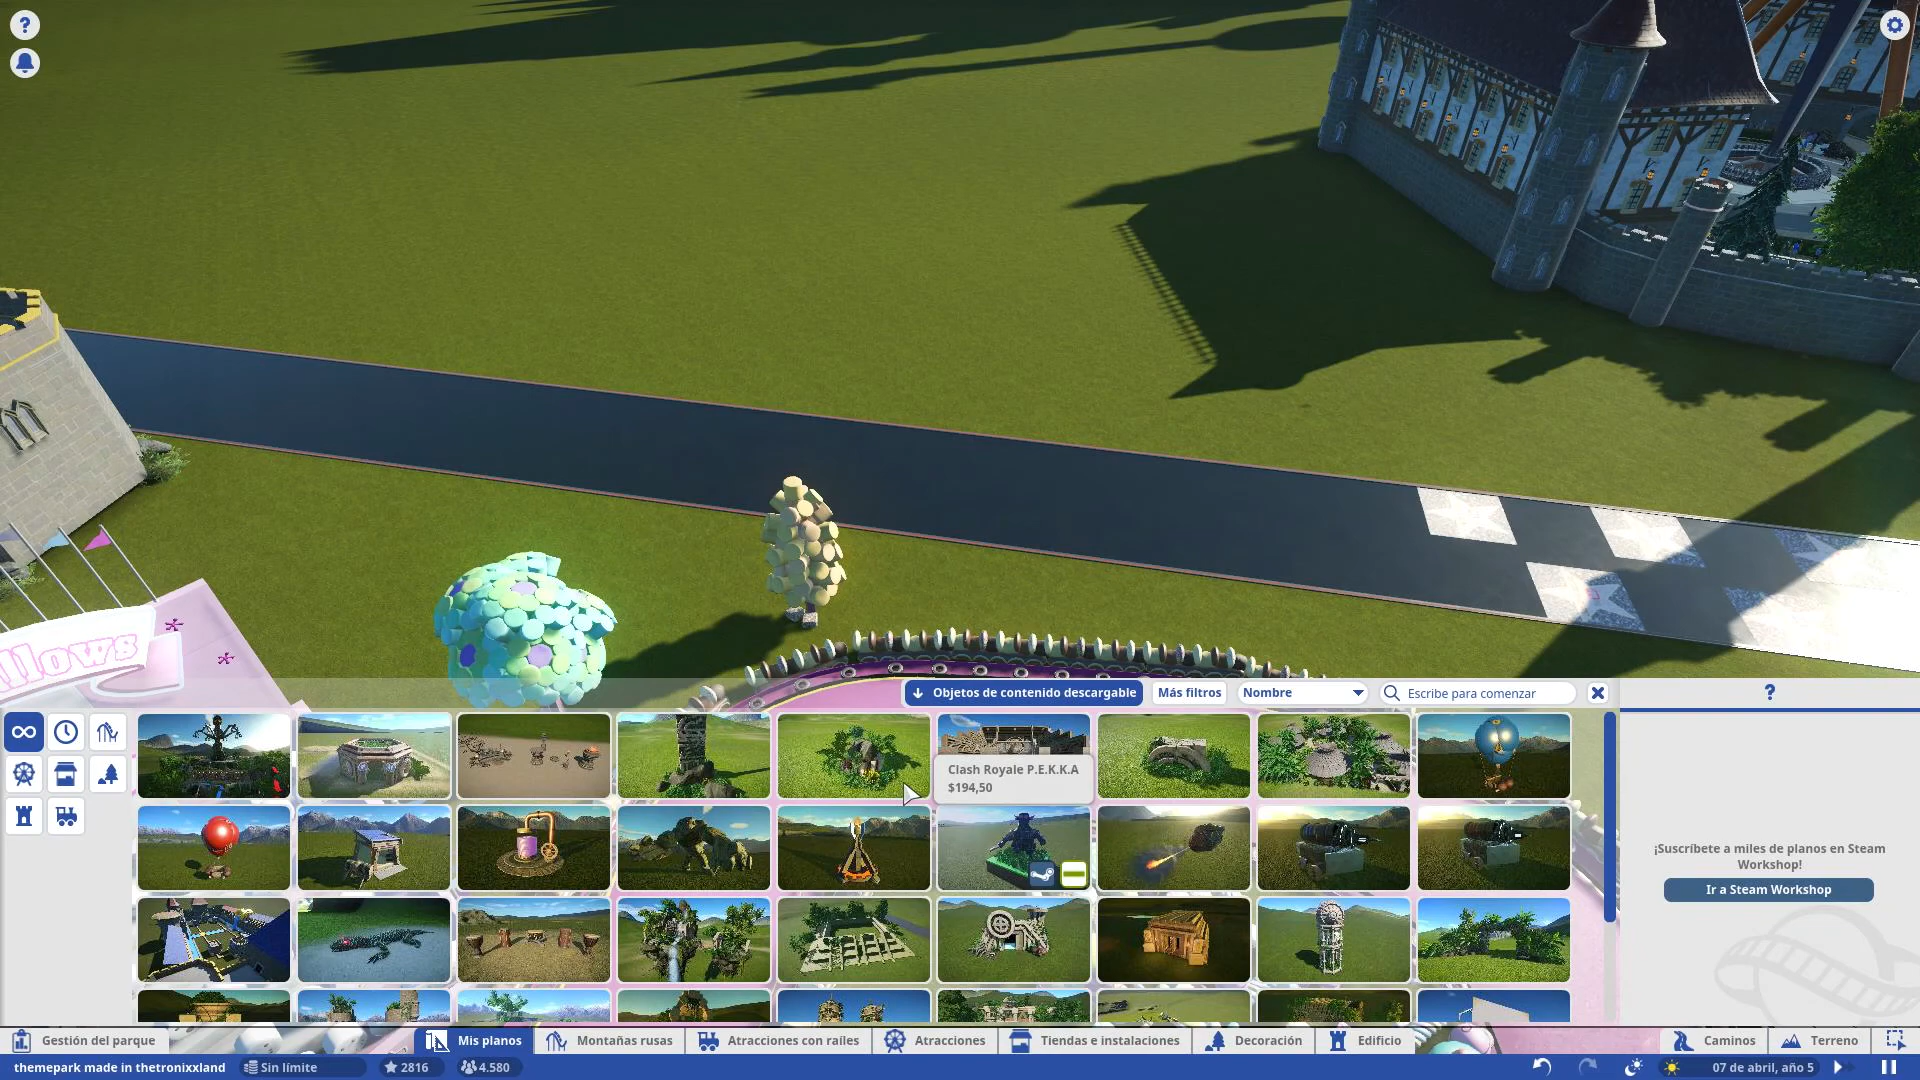 ?
llows
Objetos de contenido descargable
Más filtros
Nombre
Escribe para comenzar
?
Clash Royale P.E.K.K.A
$194,50
¡Suscríbete a miles de planos en Steam
Workshop!
Ir a Steam Workshop
Gestión del parque
Mis planos
Montañas rusas
Atracciones con raíles
Atracciones
Tiendas e instalaciones
Decoración
Edificio
Caminos
Terreno
themepark made in thetronixxland
Sin límite
2816
4.580
07 de abril, año 5